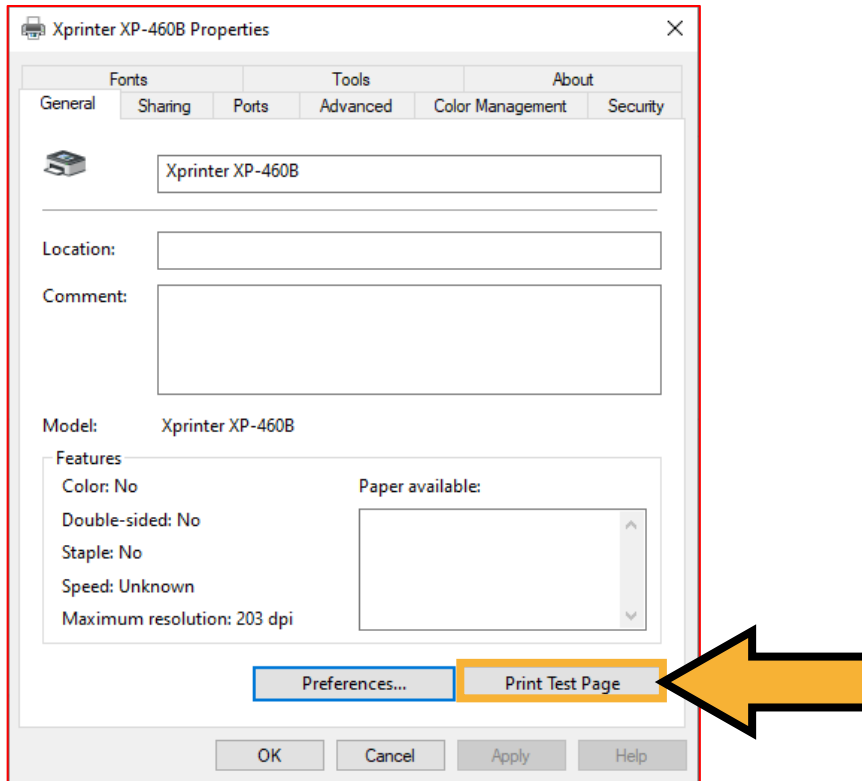 Xprinter XP-460B Properties
Fonts Tools About
General Sharing Ports Advanced Color Management Security
Xprinter XP-460B
Location:
Comment:
Model: Xprinter XP-460B
Features
Color: No Paper available:
Double-sided: No
Staple: No
Speed: Unknown
Maximum resolution: 203 dpi
Preferences... Print Test Page
OK Cancel Apply Help